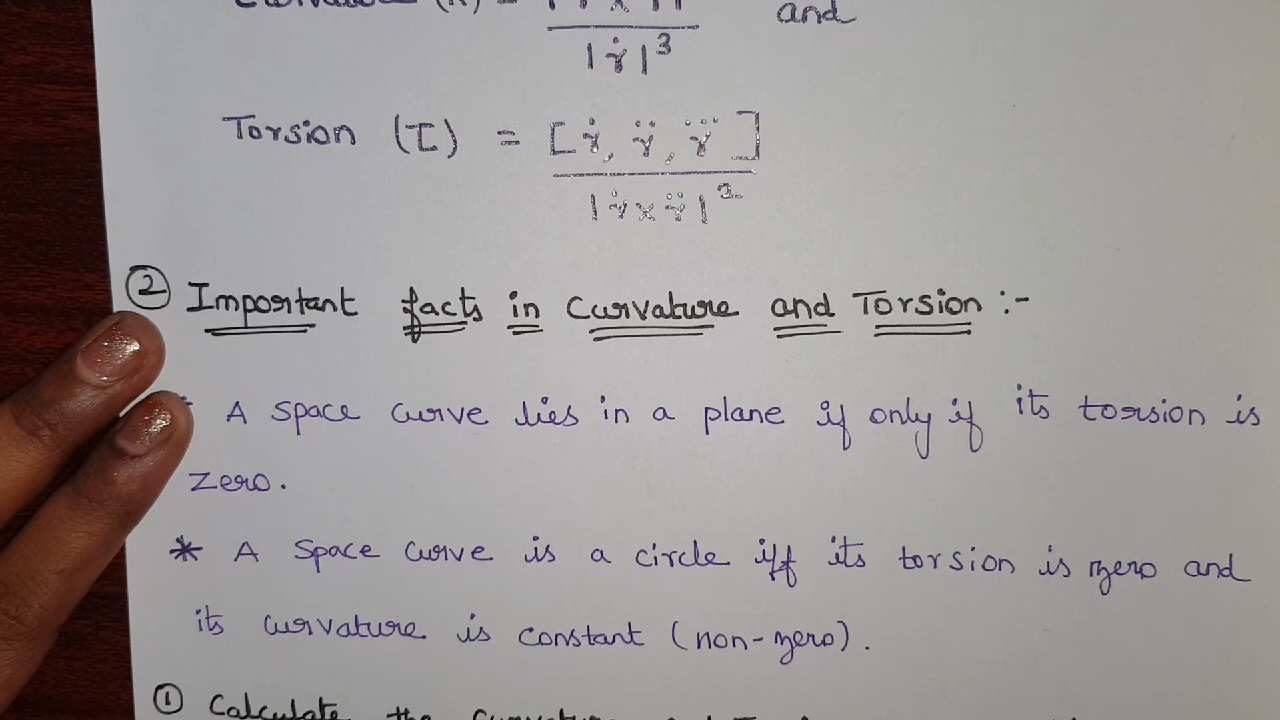 (K) =
and
|ṙ|³
Torsion (τ) = [ṙ, r̈, r⃛]
|ṙ×r̈|²
② Important facts in Curvature and Torsion :-
* A space curve lies in a plane if only if its torsion is
zero.
* A space curve is a circle iff its torsion is zero and
its curvature is constant (non-zero).
① Calculate the